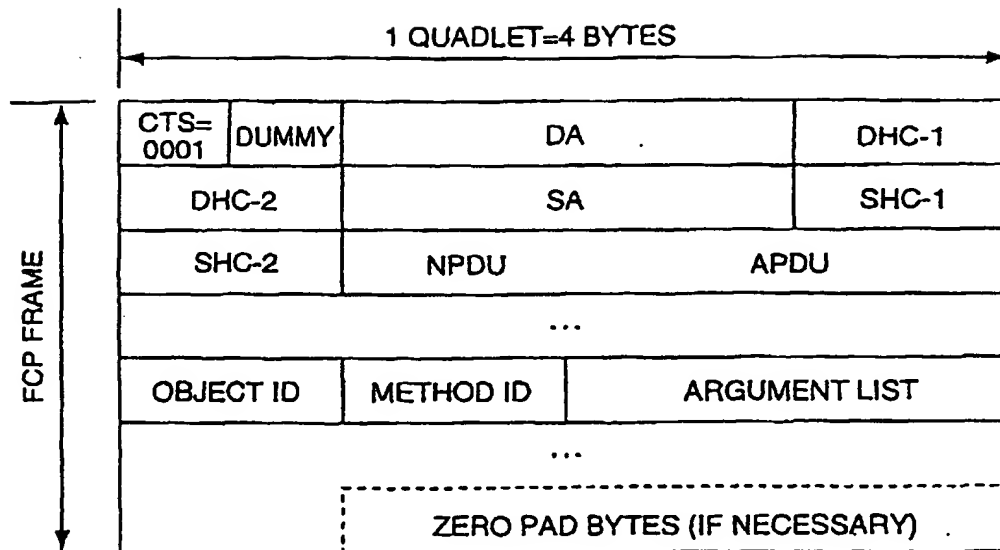 1 QUADLET=4 BYTES
CTS=
0001
DUMMY
DA
DHC-1
DHC-2
SA
SHC-1
SHC-2
NPDU
APDU
...
OBJECT ID
METHOD ID
ARGUMENT LIST
...
ZERO PAD BYTES (IF NECESSARY)
FCP FRAME